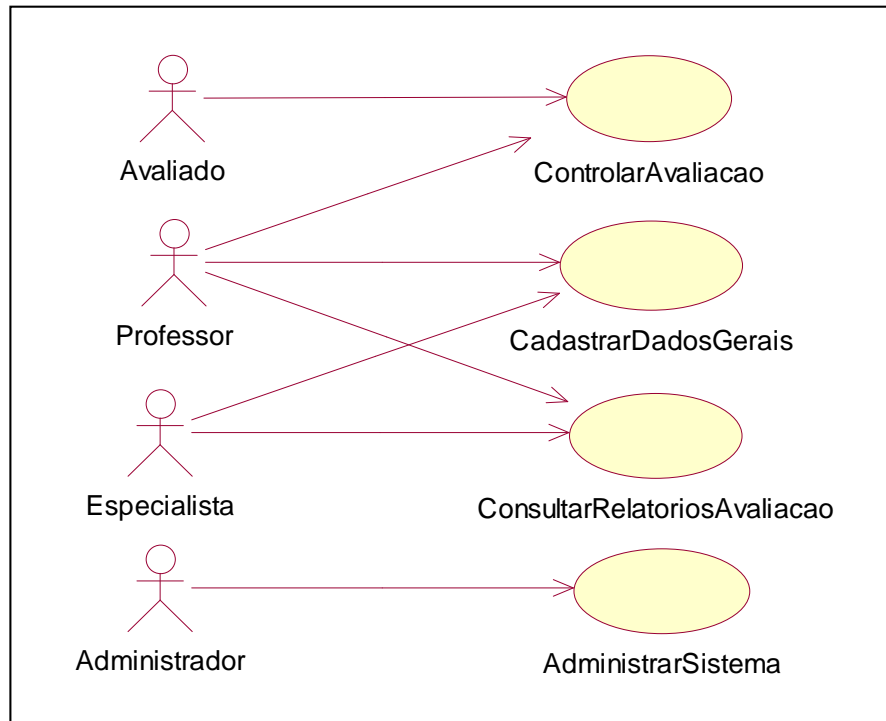 Avaliado
ControlarAvaliacao
Professor
CadastrarDadosGerais
Especialista
ConsultarRelatoriosAvaliacao
Administrador
AdministrarSistema